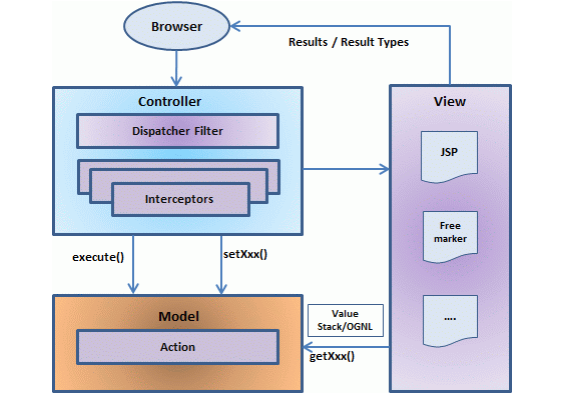 Browser
Results / Result Types
Controller
Dispatcher Filter
Interceptors
View
JSP
Free
marker
....
execute()
setXxx()
Model
Action
Value
Stack/OGNL
getXxx()